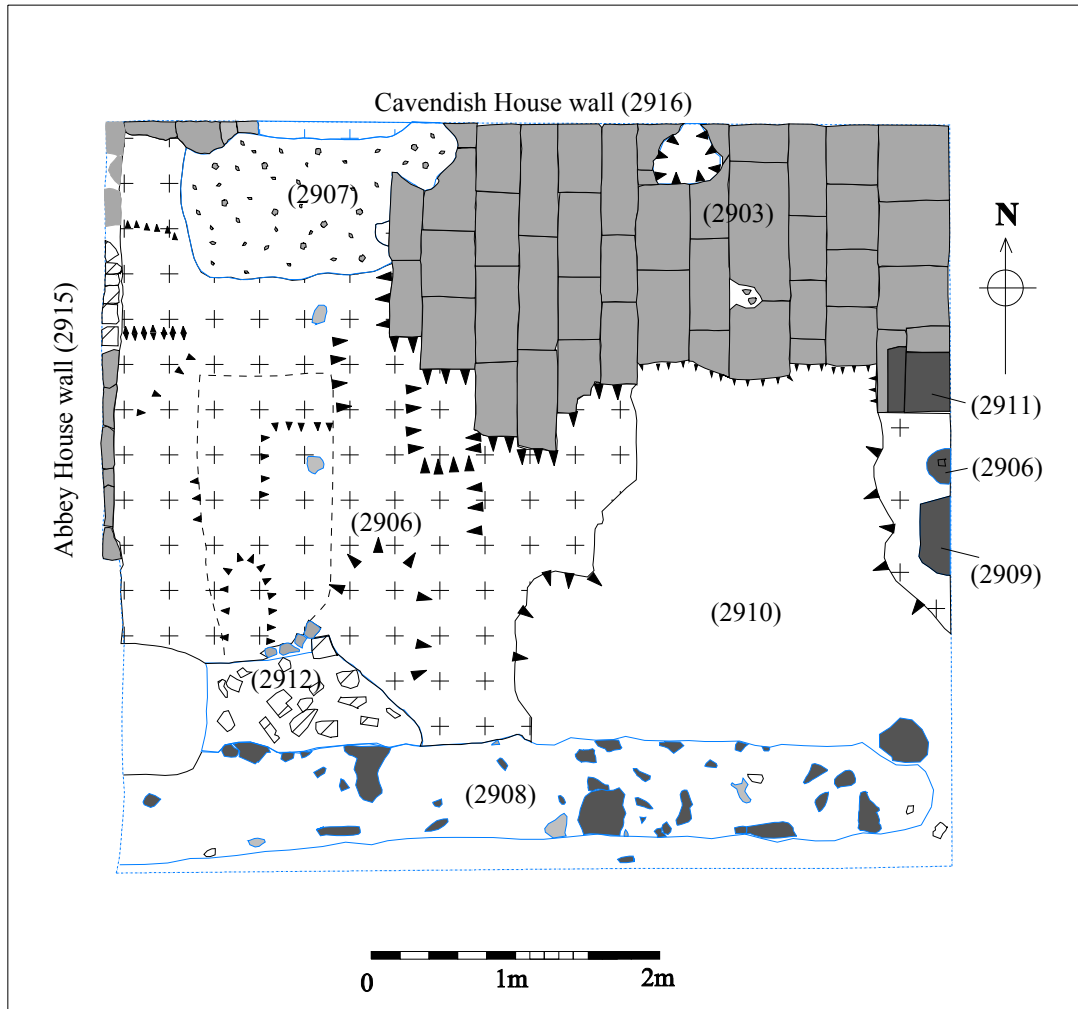 Cavendish House wall (2916)
(2907)
(2903)
N
Abbey House wall (2915)
(2911)
(2906)
(2906)
(2909)
(2910)
(2912)
(2908)
0 1m 2m